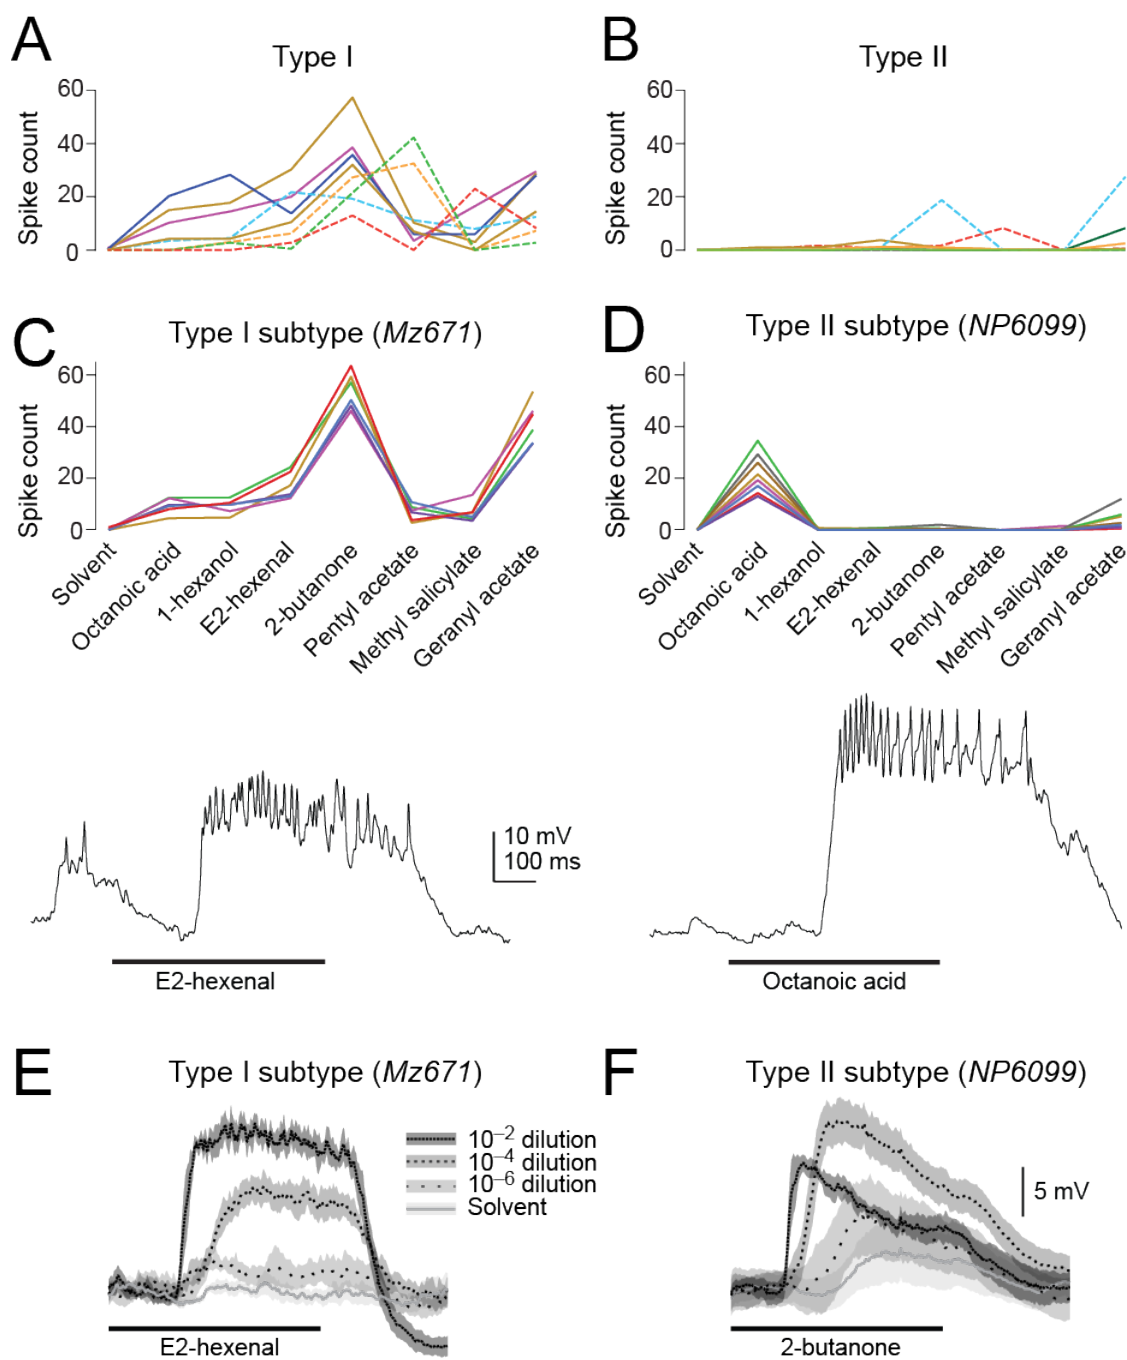 A
Type I
60
40
20
0
Spike count
B
Type II
60
40
20
0
Spike count
C
Type I subtype (Mz671)
60
40
20
0
Spike count
Solvent
Octanoic acid
1-hexanol
E2-hexenal
2-butanone
Pentyl acetate
Methyl salicylate
Geranyl acetate
D
Type II subtype (NP6099)
60
40
20
0
Spike count
Solvent
Octanoic acid
1-hexanol
E2-hexenal
2-butanone
Pentyl acetate
Methyl salicylate
Geranyl acetate
10 mV
100 ms
E2-hexenal
Octanoic acid
E
Type I subtype (Mz671)
10⁻² dilution
10⁻⁴ dilution
10⁻⁶ dilution
Solvent
E2-hexenal
F
Type II subtype (NP6099)
5 mV
2-butanone